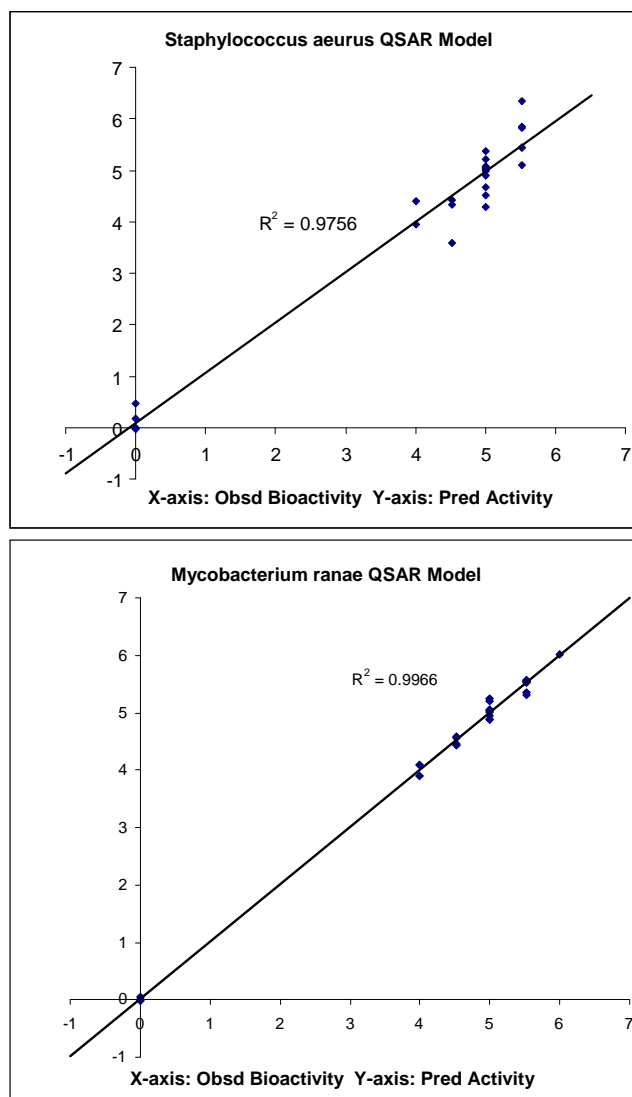 Staphylococcus aeurus QSAR Model
7
6
5
4
3
2
1
0
-1
R² = 0.9756
-1 0 1 2 3 4 5 6 7
X-axis: Obsd Bioactivity Y-axis: Pred Activity
Mycobacterium ranae QSAR Model
7
6
5
4
3
2
1
0
-1
R² = 0.9966
-1 0 1 2 3 4 5 6 7
X-axis: Obsd Bioactivity Y-axis: Pred Activity